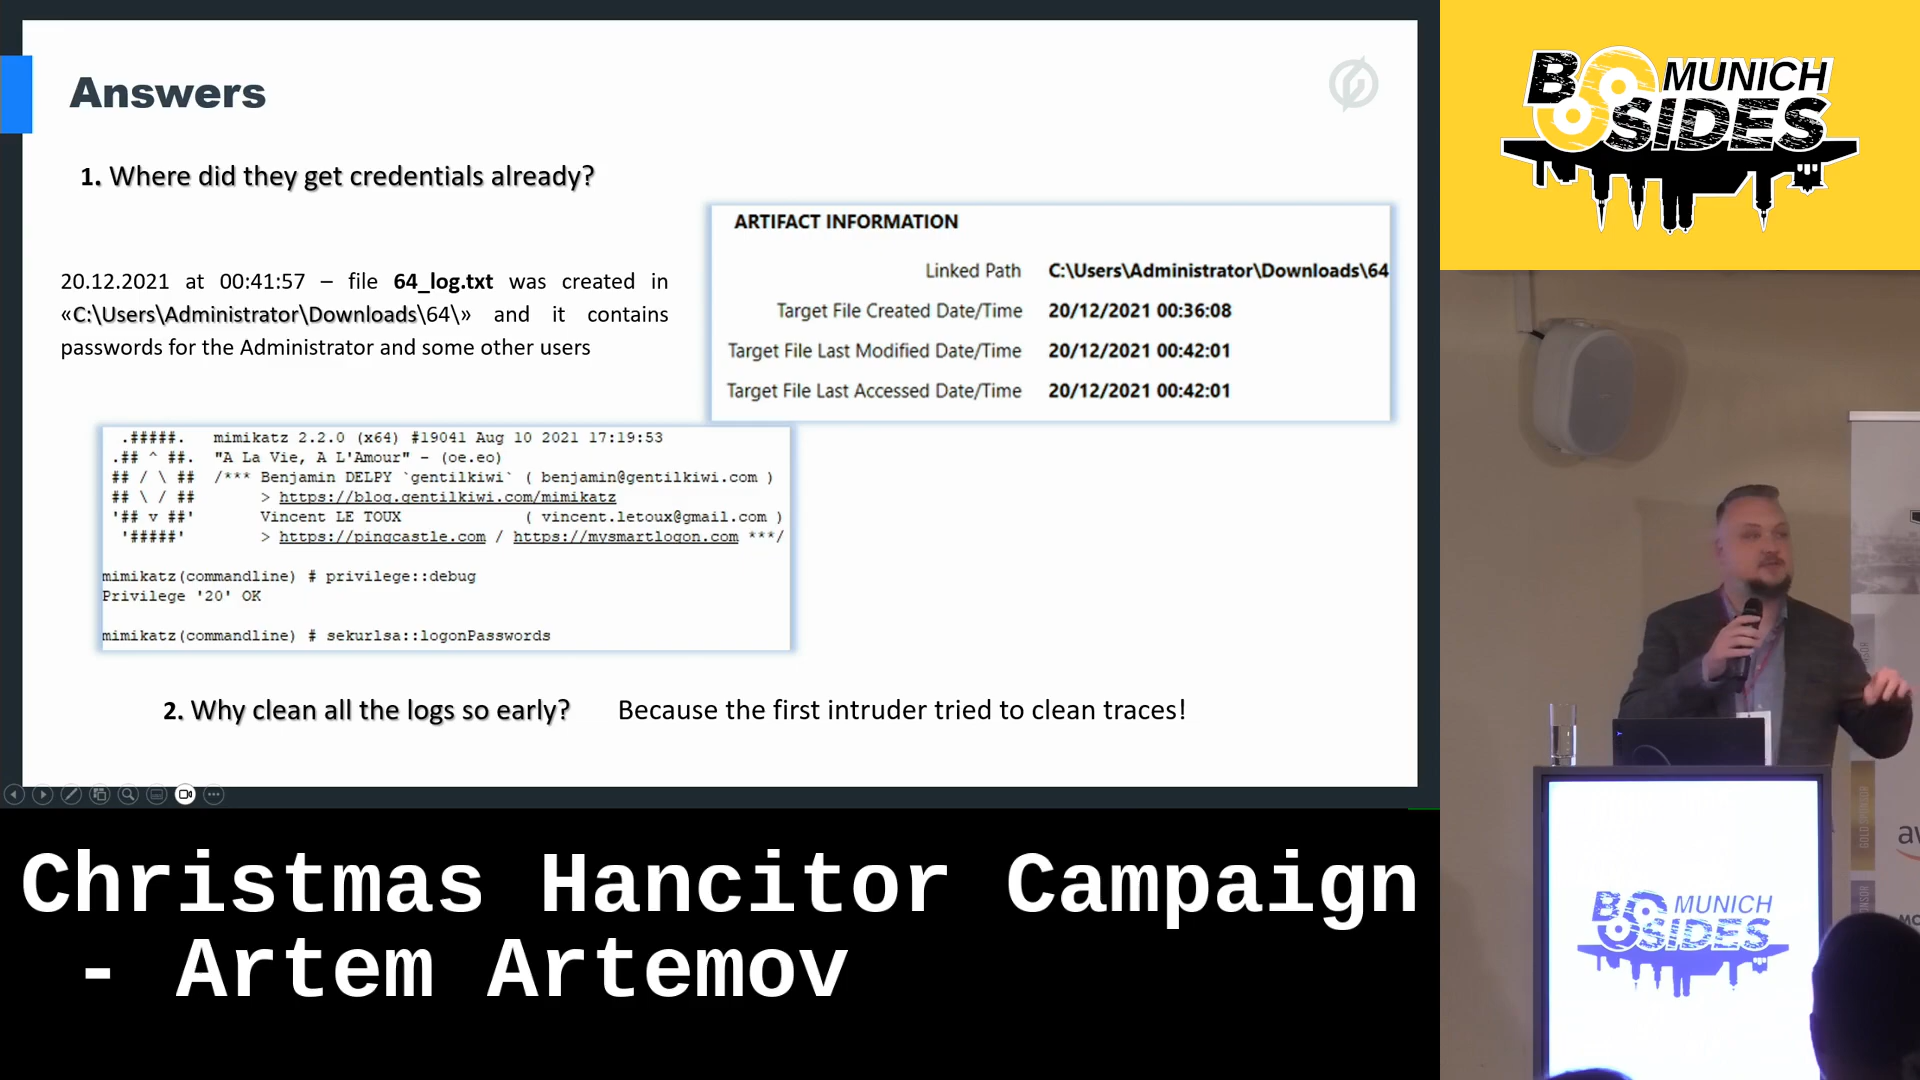 Answers
1. Where did they get credentials already?
20.12.2021 at 00:41:57 – file 64_log.txt was created in
«C:\Users\Administrator\Downloads\64\» and it contains
passwords for the Administrator and some other users
ARTIFACT INFORMATION
Linked Path C:\Users\Administrator\Downloads\64
Target File Created Date/Time 20/12/2021 00:36:08
Target File Last Modified Date/Time 20/12/2021 00:42:01
Target File Last Accessed Date/Time 20/12/2021 00:42:01
.#####. mimikatz 2.2.0 (x64) #19041 Aug 10 2021 17:19:53
.## ^ ##. "A La Vie, A L'Amour" - (oe.eo)
## / \ ## /*** Benjamin DELPY `gentilkiwi` ( benjamin@gentilkiwi.com )
## \ / ## > https://blog.gentilkiwi.com/mimikatz
'## v ##' Vincent LE TOUX ( vincent.letoux@gmail.com )
'#####' > https://pingcastle.com / https://mysmartlogon.com ***/
mimikatz(commandline) # privilege::debug
Privilege '20' OK
mimikatz(commandline) # sekurlsa::logonPasswords
2. Why clean all the logs so early? Because the first intruder tried to clean traces!
Christmas Hancitor Campaign
- Artem Artemov
B MUNICH
SIDES
GOLD SPONSOR
B MUNICH
SIDES